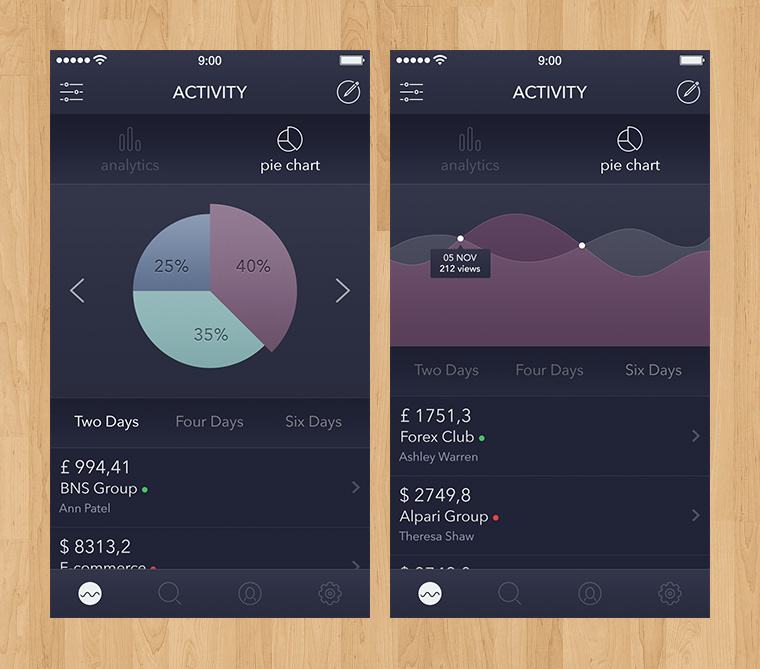 9:00
ACTIVITY
analytics
pie chart
25%
40%
35%
Two Days
Four Days
Six Days
£ 994,41
BNS Group
Ann Patel
$ 8313,2
E-commerce
9:00
ACTIVITY
analytics
pie chart
05 NOV
212 views
Two Days
Four Days
Six Days
£ 1751,3
Forex Club
Ashley Warren
$ 2749,8
Alpari Group
Theresa Shaw